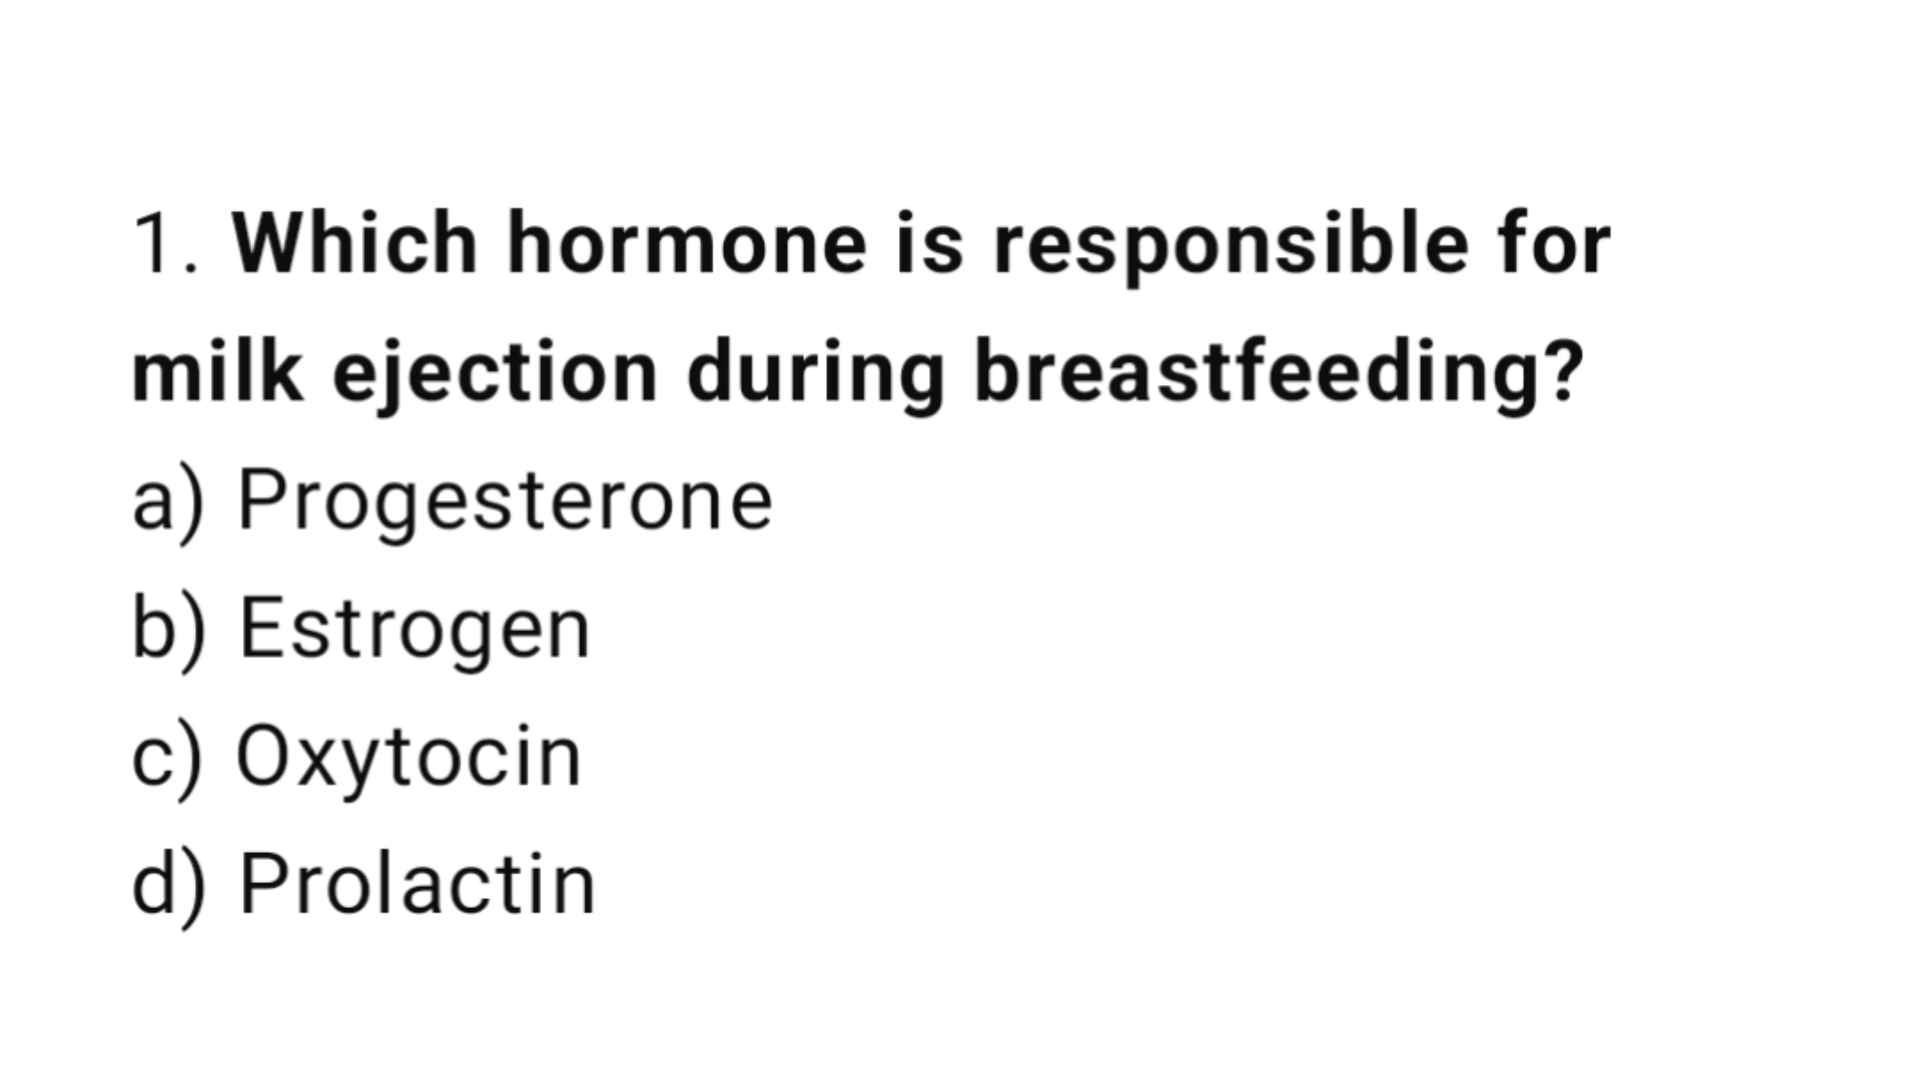 1. Which hormone is responsible for
milk ejection during breastfeeding?
a) Progesterone
b) Estrogen
c) Oxytocin
d) Prolactin